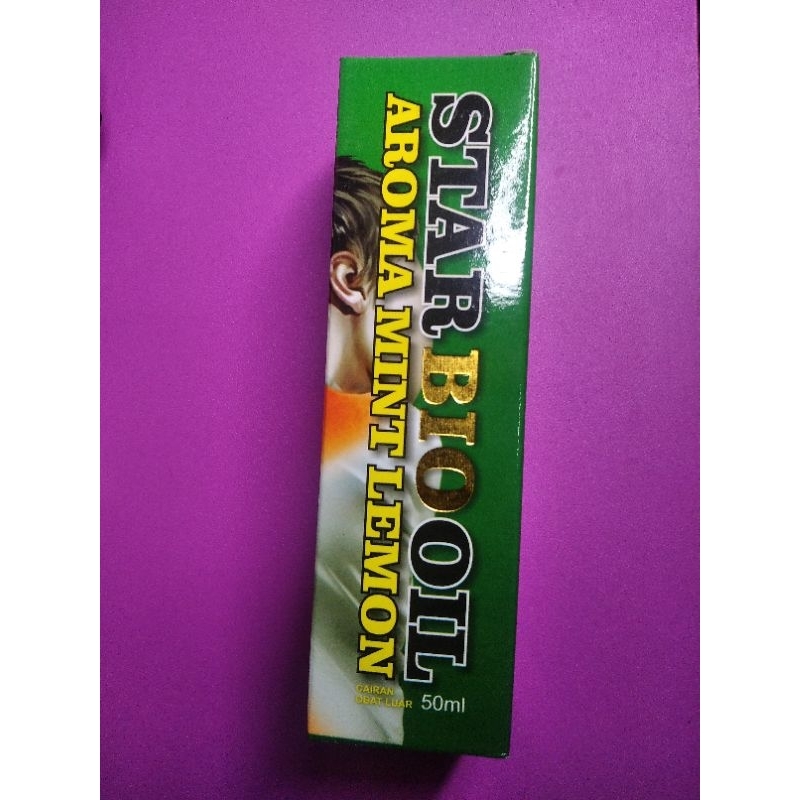 STAR BIO OIL
AROMA MINT LEMON
CAIRAN
OBAT LUAR
50ml